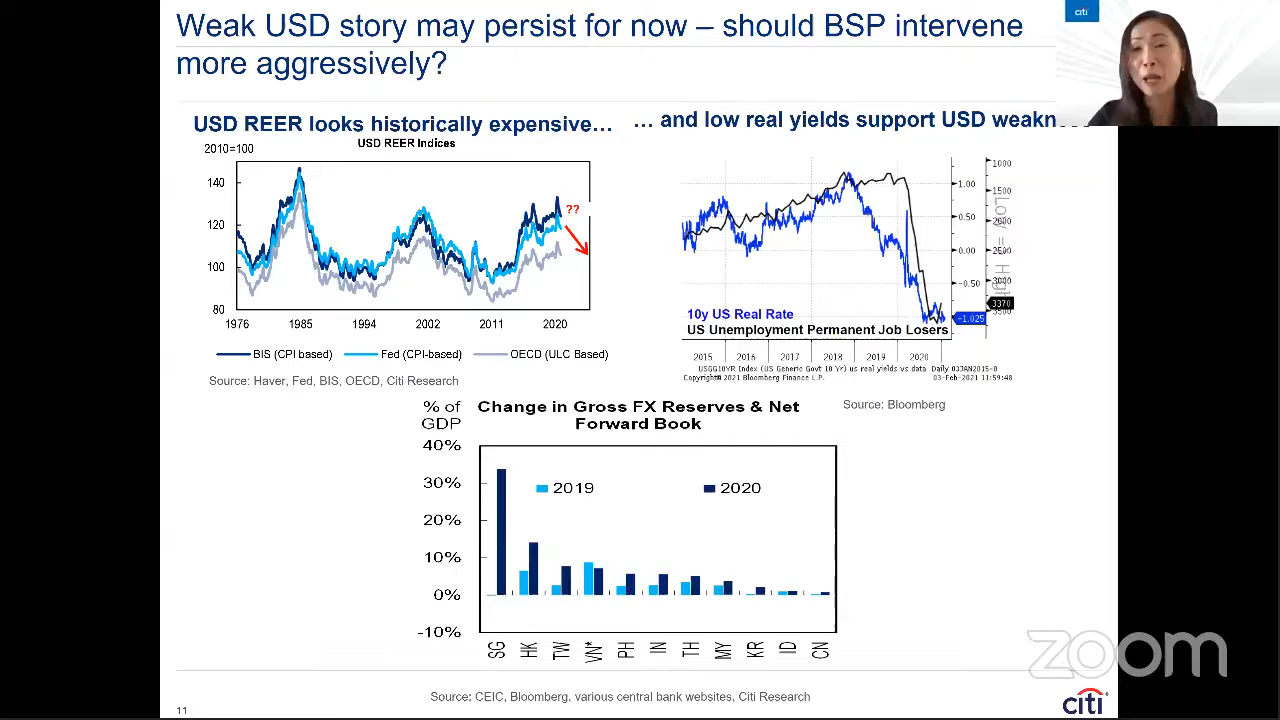 Weak USD story may persist for now – should BSP intervene
more aggressively?
citi
USD REER looks historically expensive…
… and low real yields support USD
2010=100
USD REER Indices
140
120
100
80
??
1976
1985
1994
2002
2011
2020
BIS (CPI based)
Fed (CPI-based)
OECD (ULC Based)
Source: Haver, Fed, BIS, OECD, Citi Research
1.00
0.50
0.00
-0.50
-1.025
1000
1500
2000
2500
3000
3370
3500
Low = High
10y US Real Rate
US Unemployment Permanent Job Losers
2015
2016
2017
2018
2019
2020
USGG10YR Index (US Generic Govt 10 Yr) us real yields vs data Daily 03JAN2015-0
Copyright© 2021 Bloomberg Finance L.P.
03-Feb-2021 11:59:48
Source: Bloomberg
% of
GDP
Change in Gross FX Reserves & Net
Forward Book
40%
30%
20%
10%
0%
-10%
2019
2020
SG
HK
TW
VN*
PH
IN
TH
MY
KR
ID
CN
Source: CEIC, Bloomberg, various central bank websites, Citi Research
11
zoom
citi